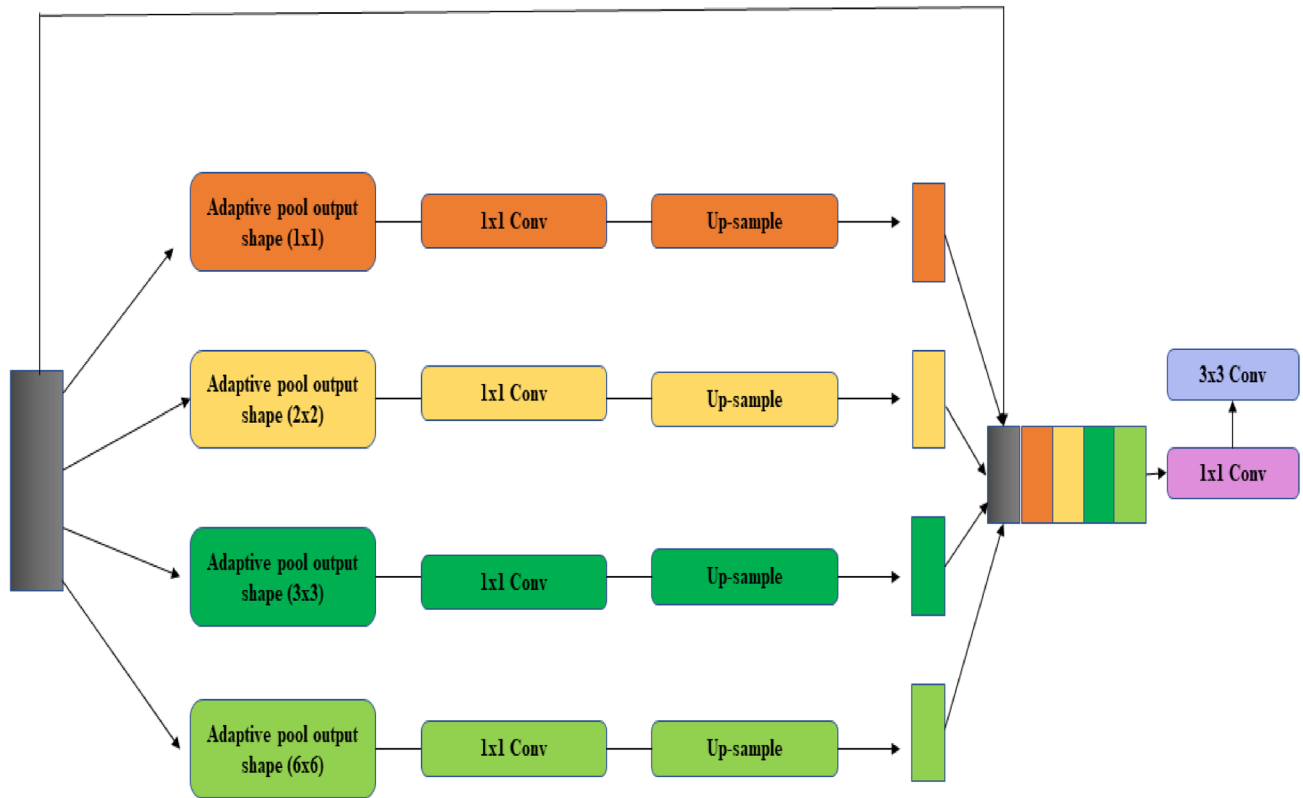 Adaptive pool output
shape (1x1)
1x1 Conv
Up-sample
Adaptive pool output
shape (2x2)
1x1 Conv
Up-sample
3x3 Conv
1x1 Conv
Adaptive pool output
shape (3x3)
1x1 Conv
Up-sample
Adaptive pool output
shape (6x6)
1x1 Conv
Up-sample